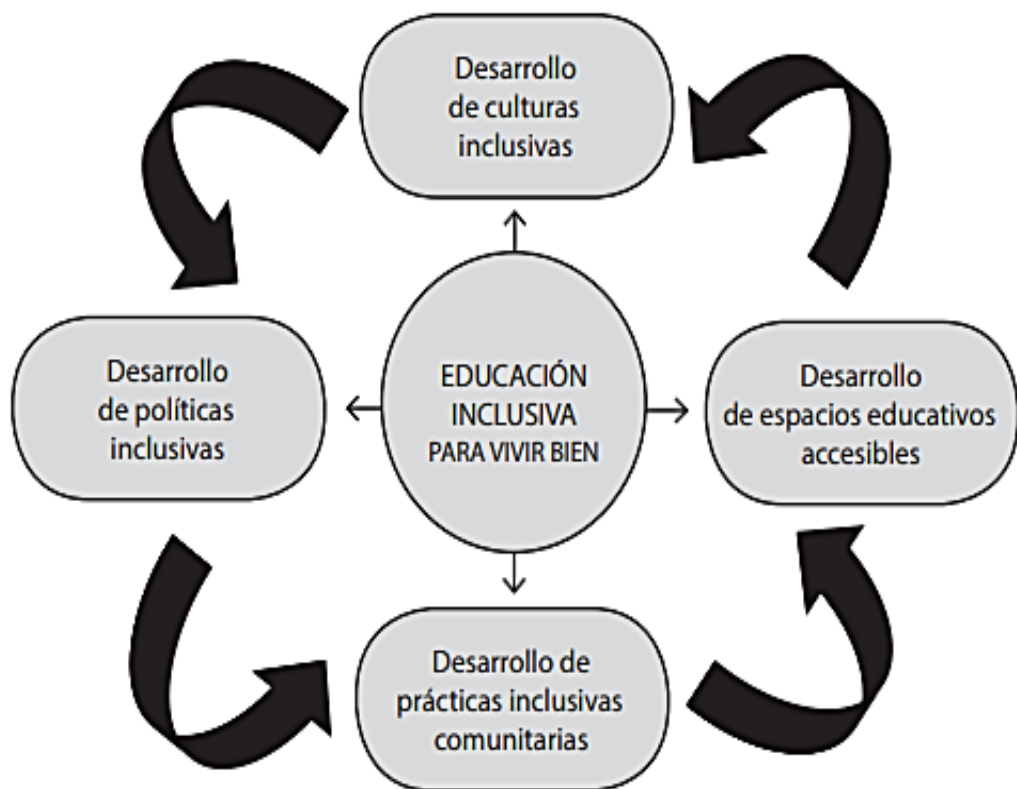 Desarrollo
de culturas
inclusivas
Desarrollo
de políticas
inclusivas
EDUCACIÓN
INCLUSIVA
PARA VIVIR BIEN
Desarrollo
de espacios educativos
accesibles
Desarrollo de
prácticas inclusivas
comunitarias